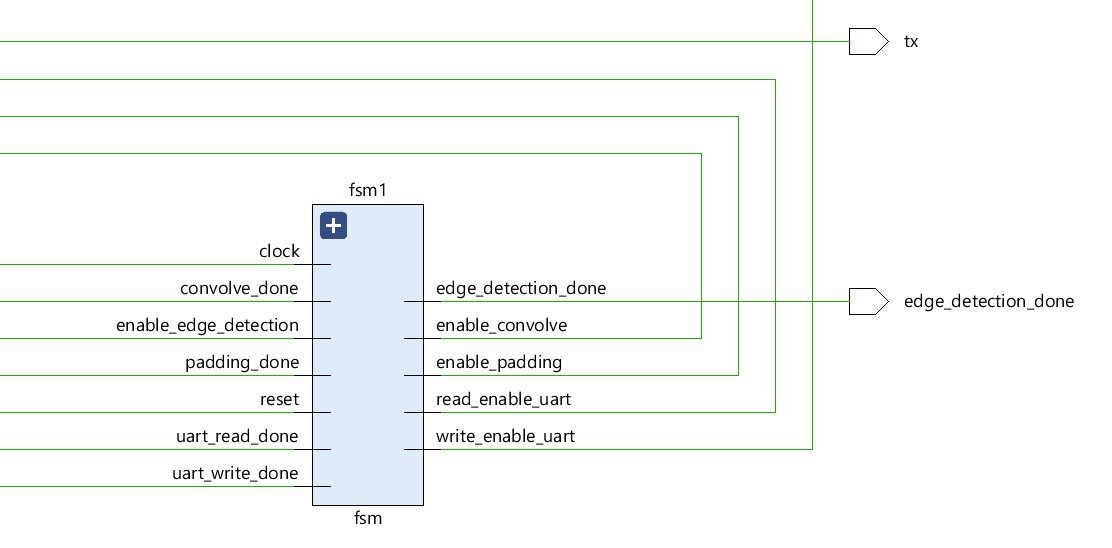 tx
fsm1
clock
convolve_done
edge_detection_done
edge_detection_done
enable_edge_detection
enable_convolve
padding_done
enable_padding
reset
read_enable_uart
uart_read_done
write_enable_uart
uart_write_done
fsm